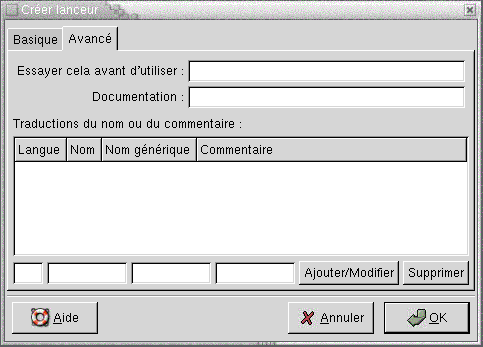 Créer lanceur
Basique Avancé
Essayer cela avant d'utiliser :
Documentation :
Traductions du nom ou du commentaire :
Langue Nom Nom générique Commentaire
Ajouter/Modifier Supprimer
Aide Annuler OK